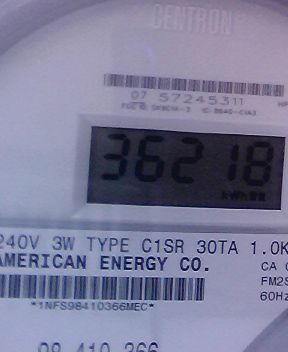 CENTRON®
07 57245311
36218
kWh
240V 3W TYPE C1SR 30TA 1.0K
AMERICAN ENERGY CO.
CA 0
FM2S
60Hz
*1NFS98410366MEC*
98 410 366